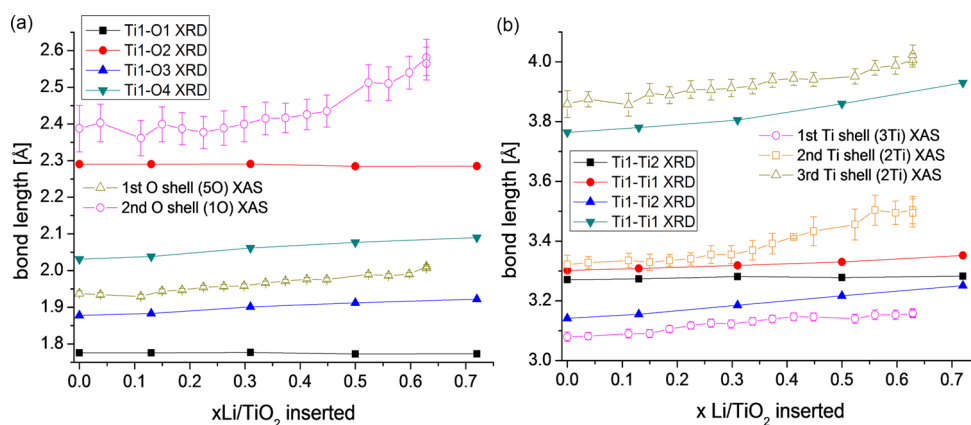 (a)
Ti1-O1 XRD
Ti1-O2 XRD
Ti1-O3 XRD
Ti1-O4 XRD
1st O shell (5O) XAS
2nd O shell (1O) XAS
bond length [Å]
2.6
2.5
2.4
2.3
2.2
2.1
2.0
1.9
1.8
0.0 0.1 0.2 0.3 0.4 0.5 0.6 0.7
xLi/TiO₂ inserted
(b)
1st Ti shell (3Ti) XAS
2nd Ti shell (2Ti) XAS
3rd Ti shell (2Ti) XAS
Ti1-Ti2 XRD
Ti1-Ti1 XRD
Ti1-Ti2 XRD
Ti1-Ti1 XRD
bond length [Å]
4.0
3.8
3.6
3.4
3.2
3.0
0.0 0.1 0.2 0.3 0.4 0.5 0.6 0.7
x Li/TiO₂ inserted